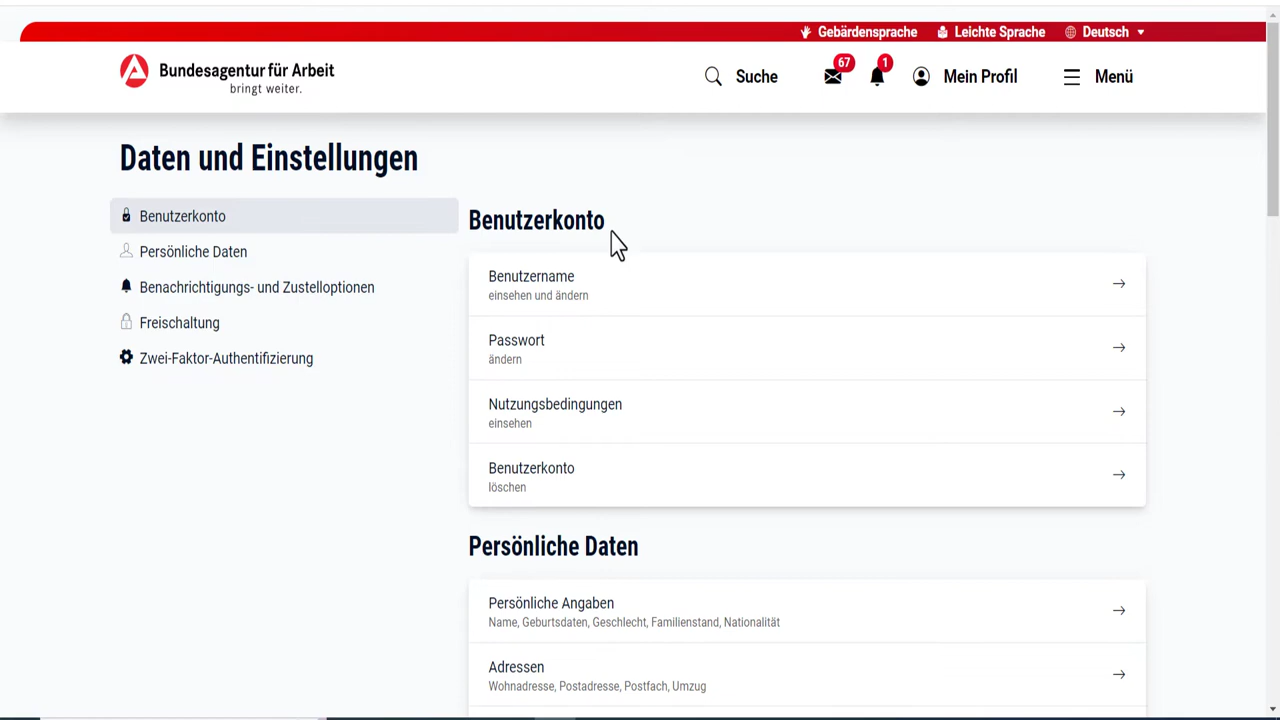 Gebärdensprache Leichte Sprache Deutsch
Bundesagentur für Arbeit
bringt weiter.
Suche 67 1 Mein Profil Menü
Daten und Einstellungen
Benutzerkonto
Persönliche Daten
Benachrichtigungs- und Zustelloptionen
Freischaltung
Zwei-Faktor-Authentifizierung
Benutzerkonto
Benutzername
einsehen und ändern
Passwort
ändern
Nutzungsbedingungen
einsehen
Benutzerkonto
löschen
Persönliche Daten
Persönliche Angaben
Name, Geburtsdaten, Geschlecht, Familienstand, Nationalität
Adressen
Wohnadresse, Postadresse, Postfach, Umzug